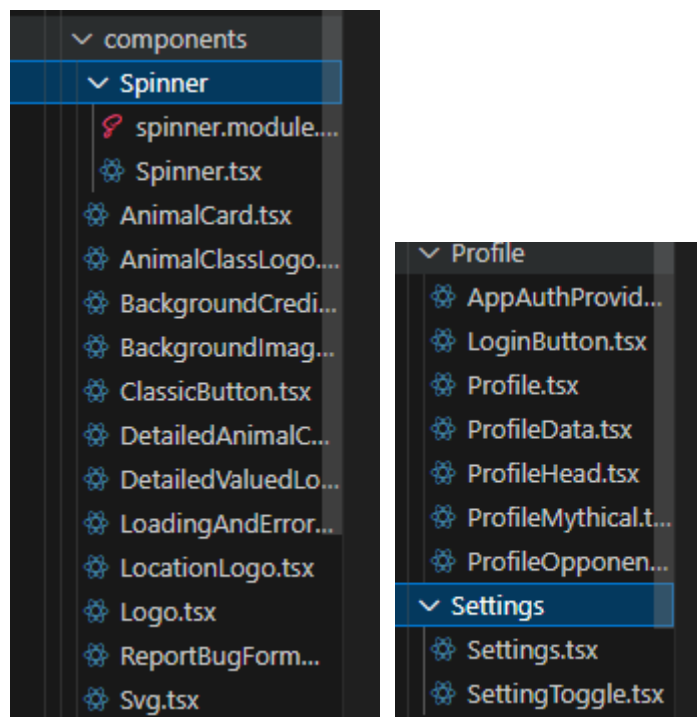 components
Spinner
spinner.module....
Spinner.tsx
AnimalCard.tsx
AnimalClassLogo....
BackgroundCredi...
BackgroundImag...
ClassicButton.tsx
DetailedAnimalC...
DetailedValuedLo...
LoadingAndError...
LocationLogo.tsx
Logo.tsx
ReportBugForm...
Svg.tsx
Profile
AppAuthProvid...
LoginButton.tsx
Profile.tsx
ProfileData.tsx
ProfileHead.tsx
ProfileMythical.t...
ProfileOpponen...
Settings
Settings.tsx
SettingToggle.tsx